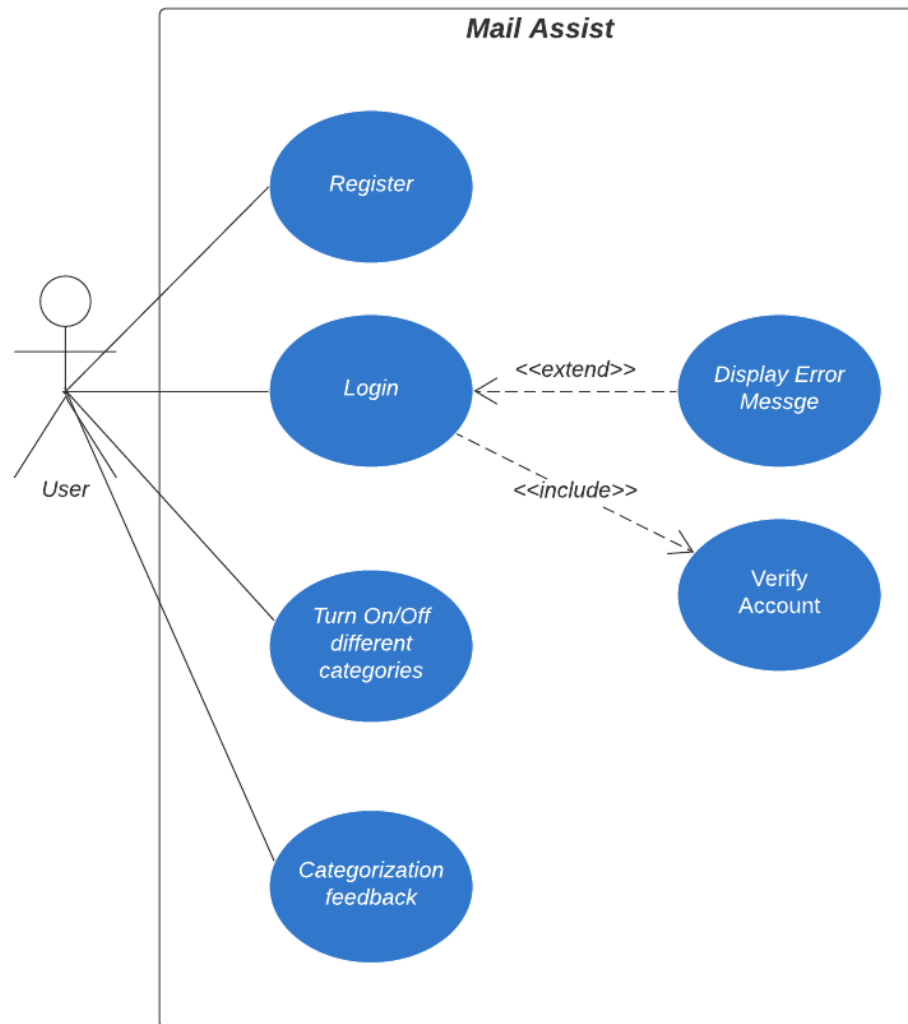 Mail Assist
Register
Login
<<extend>>
Display Error
Messge
User
<<include>>
Verify
Account
Turn On/Off
different
categories
Categorization
feedback